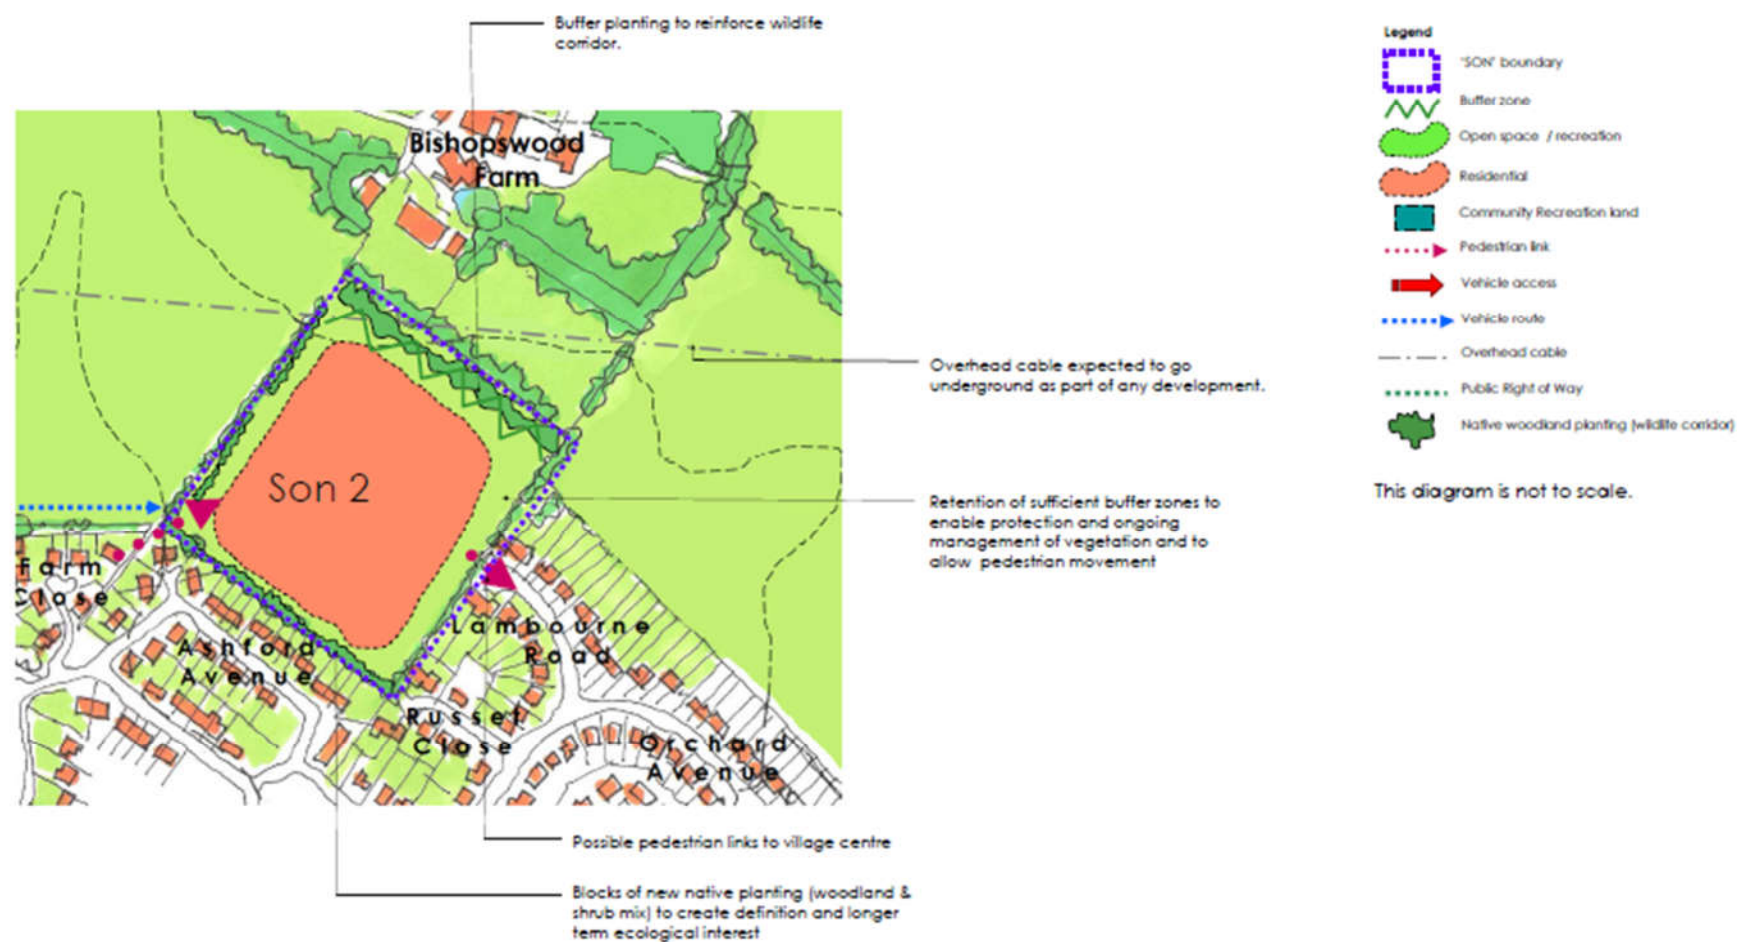 Buffer planting to reinforce wildlife
corridor.
Bishopswood
Farm
Son 2
Farm
Close
Ashford
Avenue
Lambourne
Road
Russet
Close
Orchard
Avenue
Overhead cable expected to go
underground as part of any development.
Retention of sufficient buffer zones to
enable protection and ongoing
management of vegetation and to
allow pedestrian movement
Possible pedestrian links to village centre
Blocks of new native planting (woodland &
shrub mix) to create definition and longer
term ecological interest
Legend
'SON' boundary
Buffer zone
Open space / recreation
Residential
Community Recreation land
Pedestrian link
Vehicle access
Vehicle route
Overhead cable
Public Right of Way
Native woodland planting (wildlife corridor)
This diagram is not to scale.